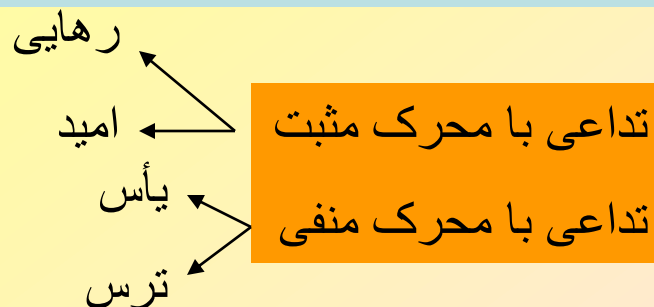 رهایی
تداعی با محرک مثبت
امید
یأس
تداعی با محرک منفی
ترس